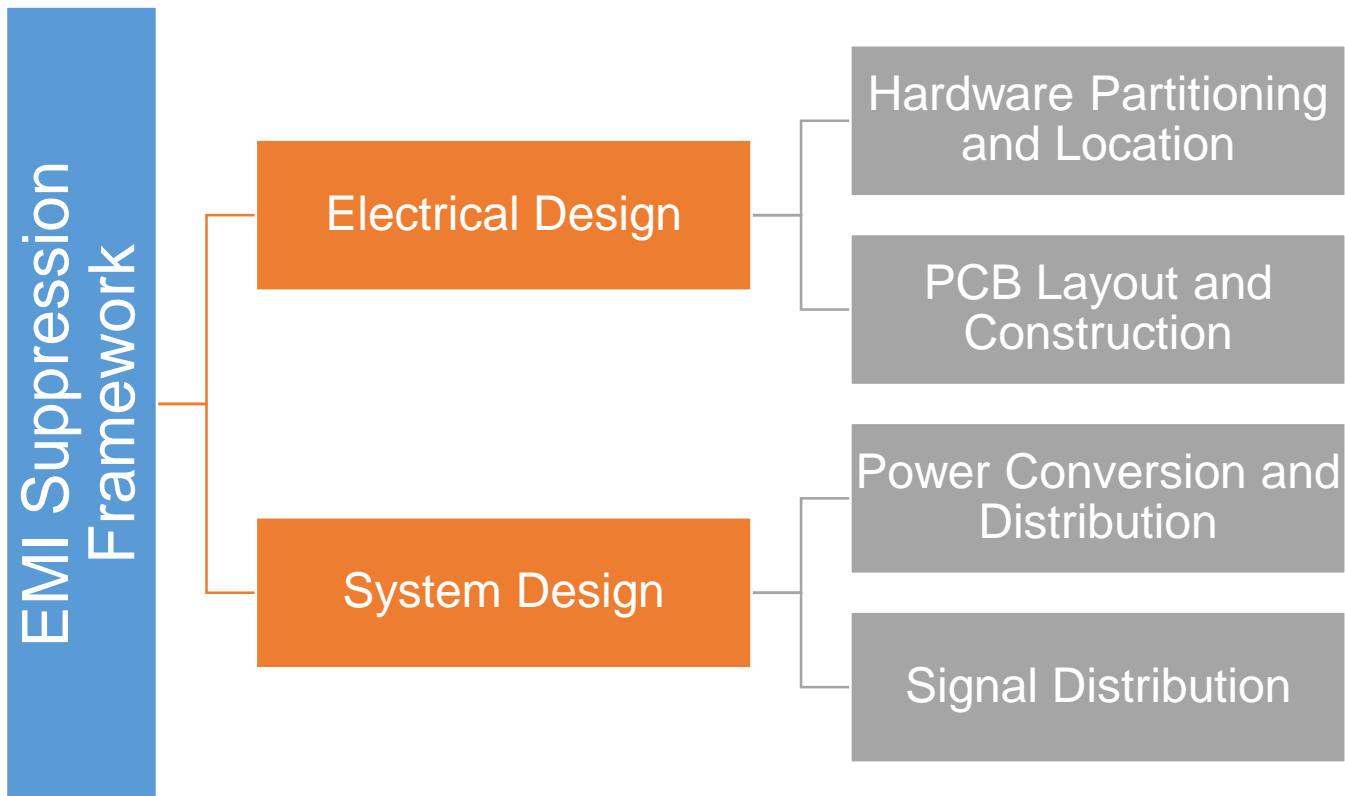 EMI Suppression
Framework
Electrical Design
Hardware Partitioning
and Location
PCB Layout and
Construction
System Design
Power Conversion and
Distribution
Signal Distribution